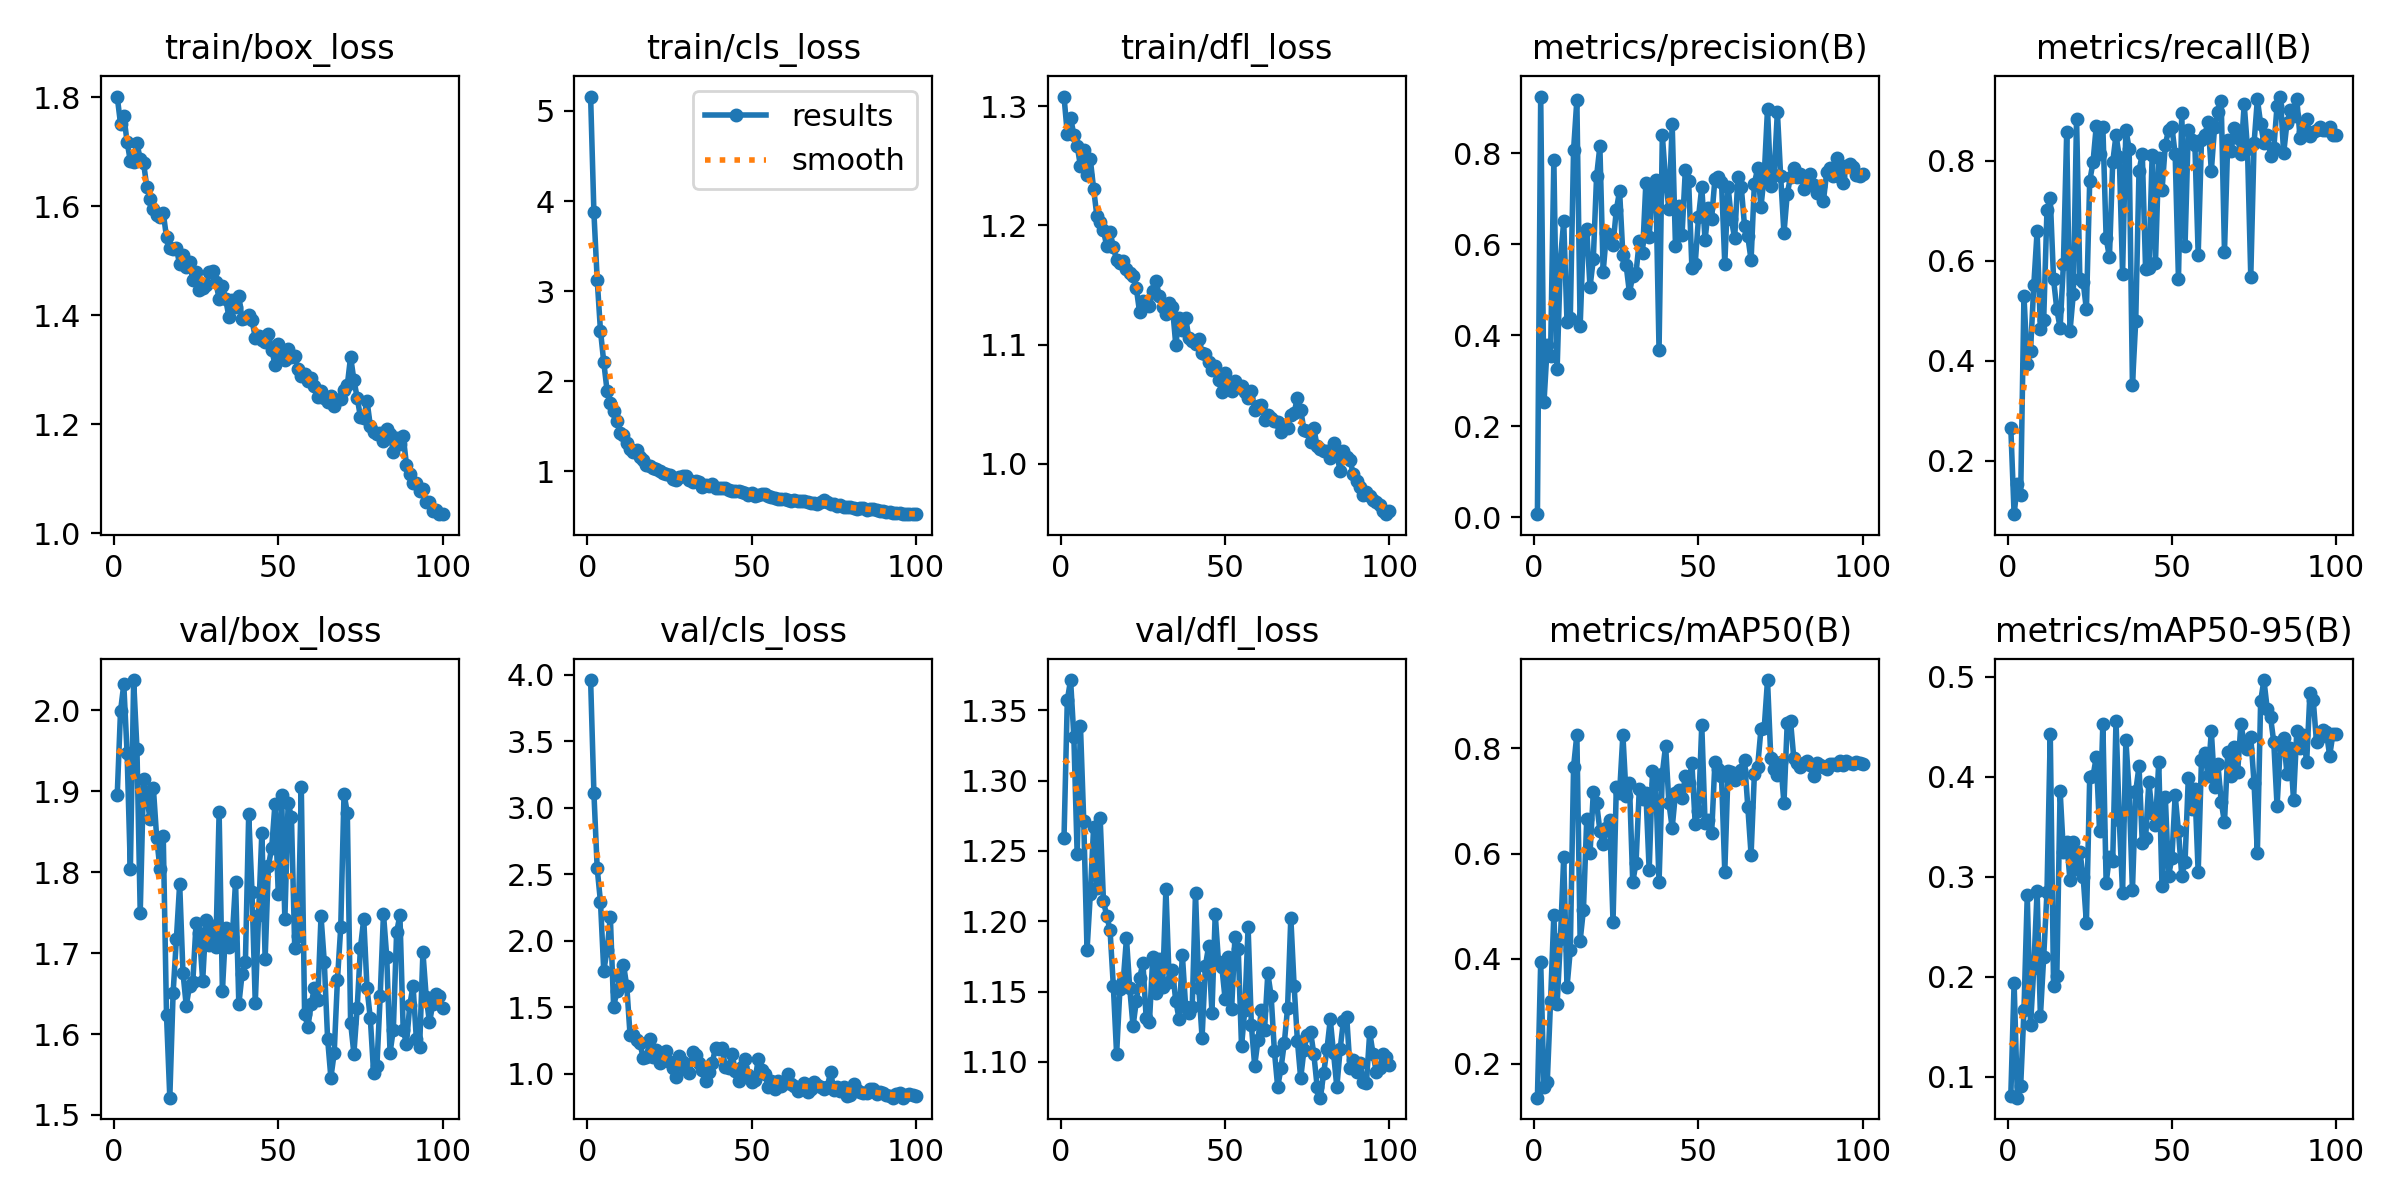 train/box_loss
1.8
1.6
1.4
1.2
1.0
0 50 100
train/cls_loss
results
smooth
5
4
3
2
1
0 50 100
train/dfl_loss
1.3
1.2
1.1
1.0
0 50 100
metrics/precision(B)
0.8
0.6
0.4
0.2
0.0
0 50 100
metrics/recall(B)
0.8
0.6
0.4
0.2
0 50 100
val/box_loss
2.0
1.9
1.8
1.7
1.6
1.5
0 50 100
val/cls_loss
4.0
3.5
3.0
2.5
2.0
1.5
1.0
0 50 100
val/dfl_loss
1.35
1.30
1.25
1.20
1.15
1.10
0 50 100
metrics/mAP50(B)
0.8
0.6
0.4
0.2
0 50 100
metrics/mAP50-95(B)
0.5
0.4
0.3
0.2
0.1
0 50 100